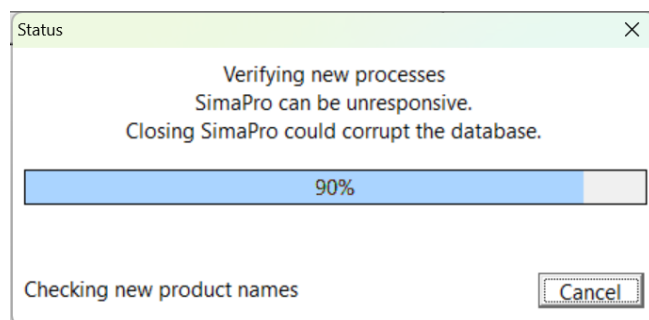 Status
Verifying new processes
SimaPro can be unresponsive.
Closing SimaPro could corrupt the database.
90%
Checking new product names
Cancel